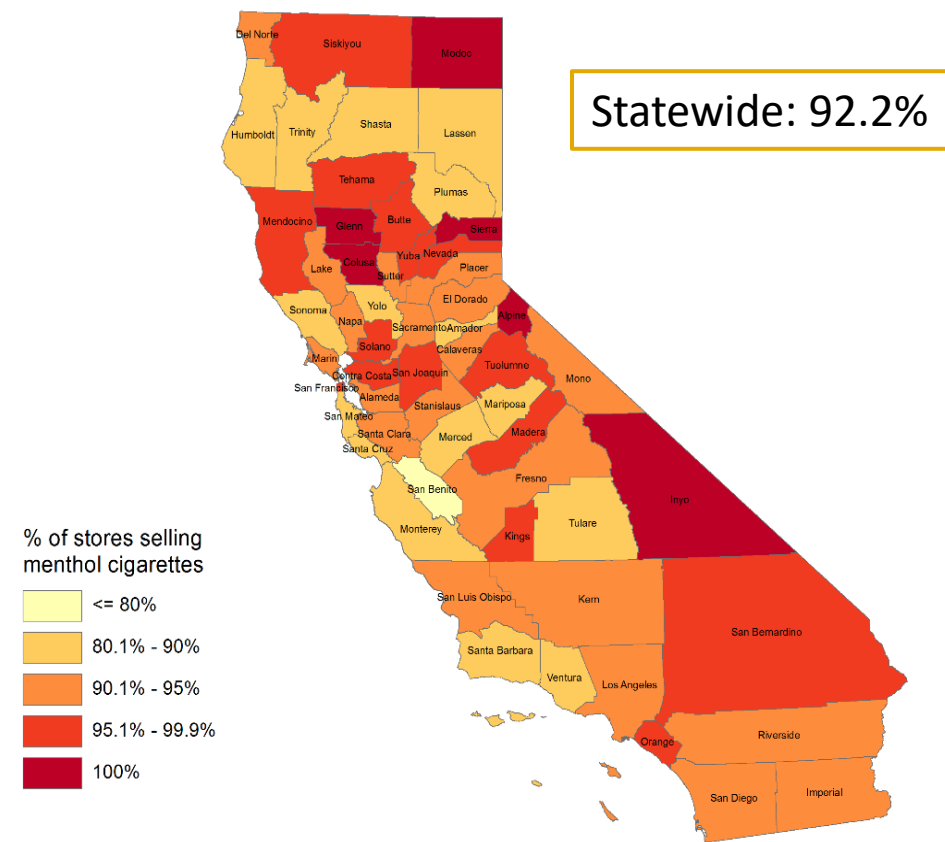 Del Norte
Siskiyou
Modoc
Statewide: 92.2%
Humboldt
Trinity
Shasta
Lassen
Tehama
Plumas
Mendocino
Glenn
Butte
Sierra
Lake
Colusa
Sutter
Yuba
Nevada
Placer
Sonoma
Napa
Yolo
El Dorado
Sacramento
Amador
Alpine
Solano
Calaveras
Marin
Contra Costa
San Joaquin
Tuolumne
Mono
San Francisco
Alameda
Stanislaus
Mariposa
San Mateo
Santa Clara
Merced
Madera
Santa Cruz
San Benito
Fresno
Inyo
Monterey
Kings
Tulare
% of stores selling
menthol cigarettes
<= 80%
80.1% - 90%
90.1% - 95%
95.1% - 99.9%
100%
San Luis Obispo
Kern
San Bernardino
Santa Barbara
Ventura
Los Angeles
Orange
Riverside
San Diego
Imperial